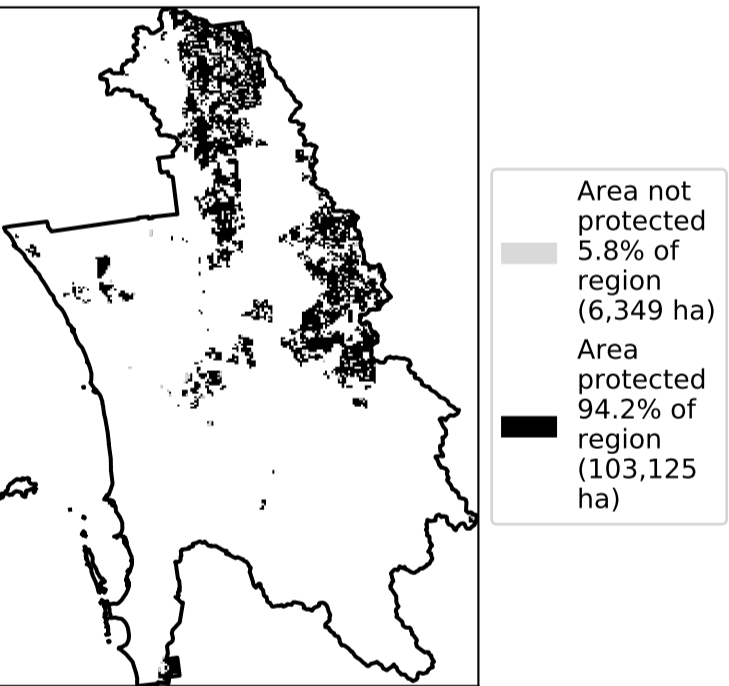 Area not
protected
5.8% of
region
(6,349 ha)
Area
protected
94.2% of
region
(103,125
ha)